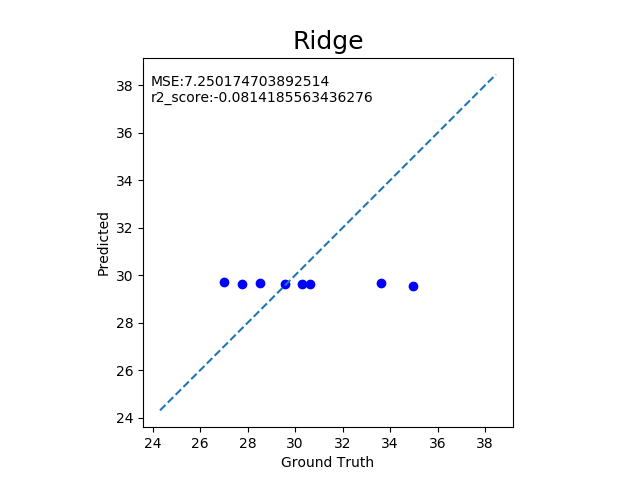 Ridge
MSE:7.250174703892514
r2_score:-0.0814185563436276
38
36
34
32
30
28
26
24
Predicted
24 26 28 30 32 34 36 38
Ground Truth